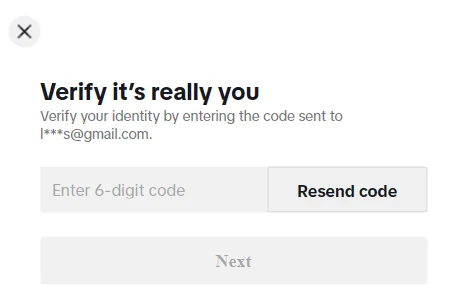 Verify it’s really you
Verify your identity by entering the code sent to
l***s@gmail.com.
Enter 6-digit code
Resend code
Next